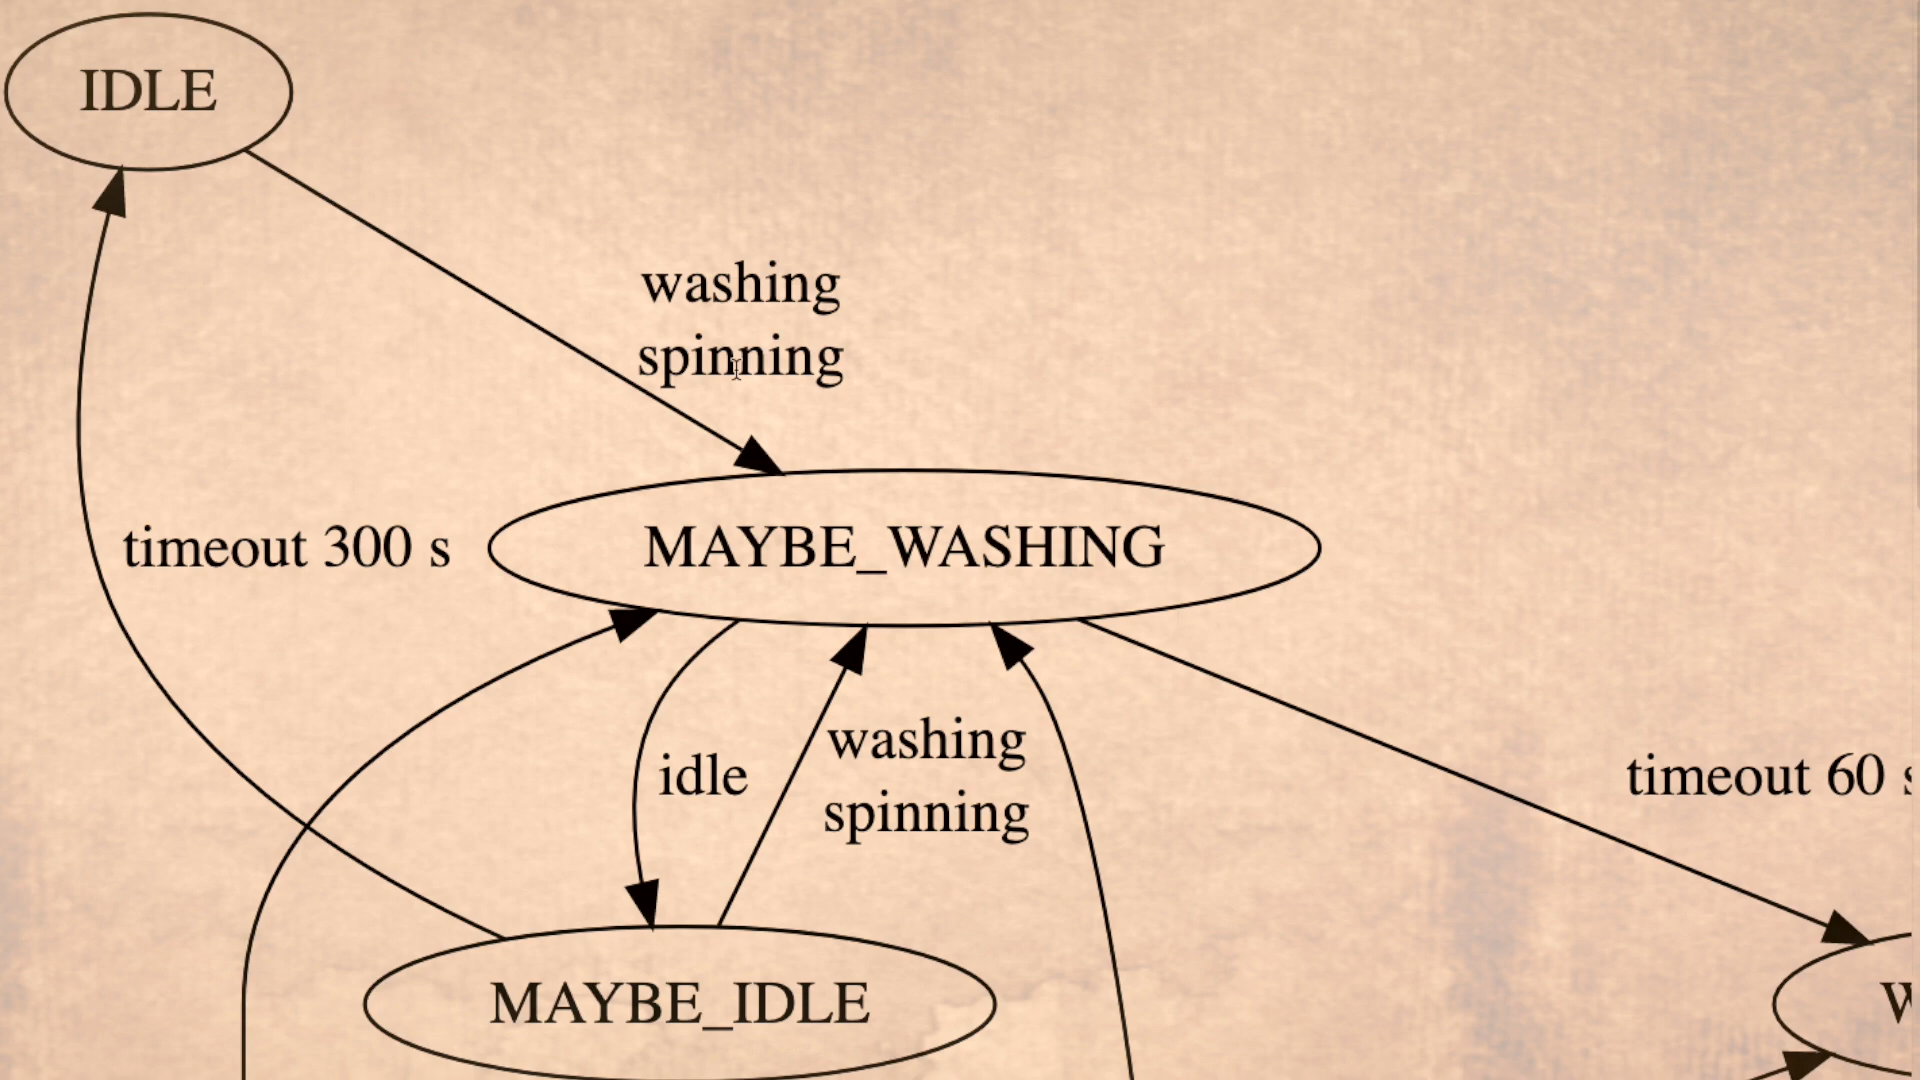 IDLE
washing
spinning
timeout 300 s
MAYBE_WASHING
idle
washing
spinning
timeout 60 s
MAYBE_IDLE